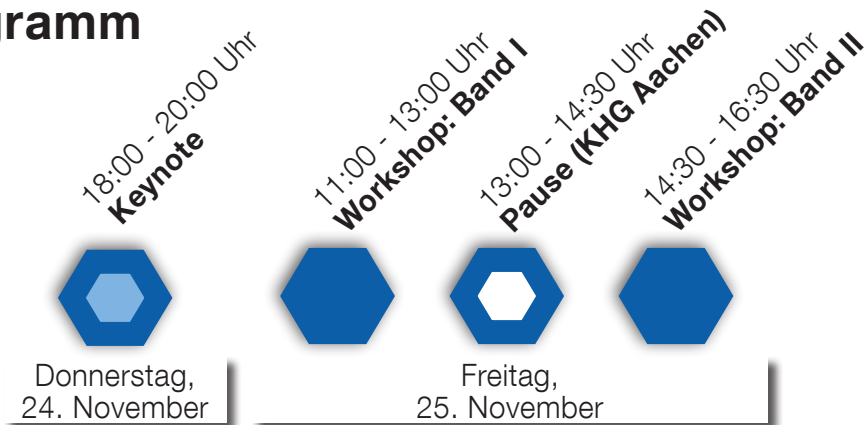 gramm
18:00 - 20:00 Uhr
Keynote
11:00 - 13:00 Uhr
Workshop: Band I
13:00 - 14:30 Uhr
Pause (KHG Aachen)
14:30 - 16:30 Uhr
Workshop: Band II
Donnerstag,
24. November
Freitag,
25. November